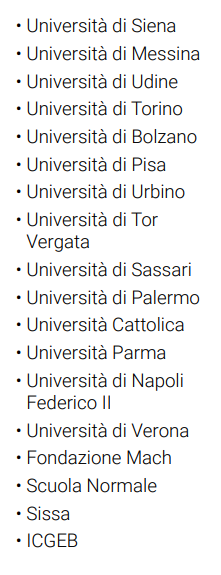 • Università di Siena
• Università di Messina
• Università di Udine
• Università di Torino
• Università di Bolzano
• Università di Pisa
• Università di Urbino
• Università di Tor
Vergata
• Università di Sassari
• Università di Palermo
• Università Cattolica
• Università Parma
• Università di Napoli
Federico II
• Università di Verona
• Fondazione Mach
• Scuola Normale
• Sissa
• ICGEB